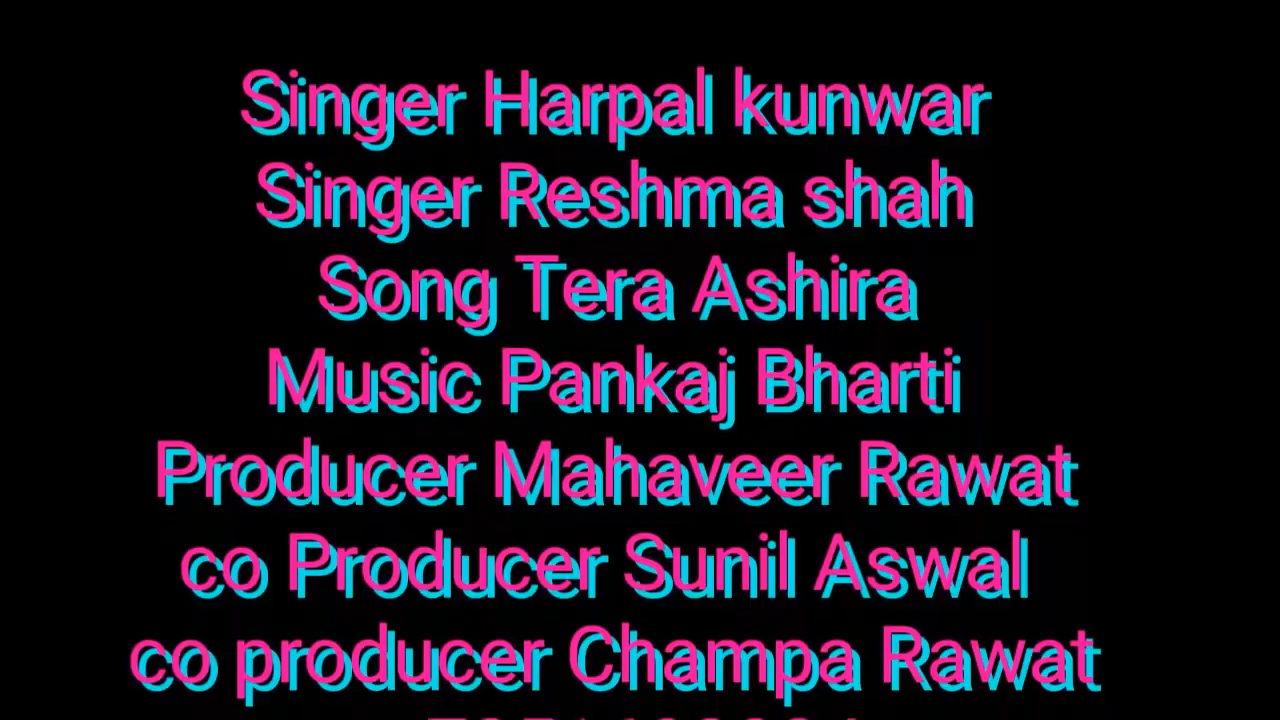 Singer Harpal kunwar
Singer Reshma shah
Song Tera Ashira
Music Pankaj Bharti
Producer Mahaveer Rawat
co Producer Sunil Aswal
co producer Champa Rawat